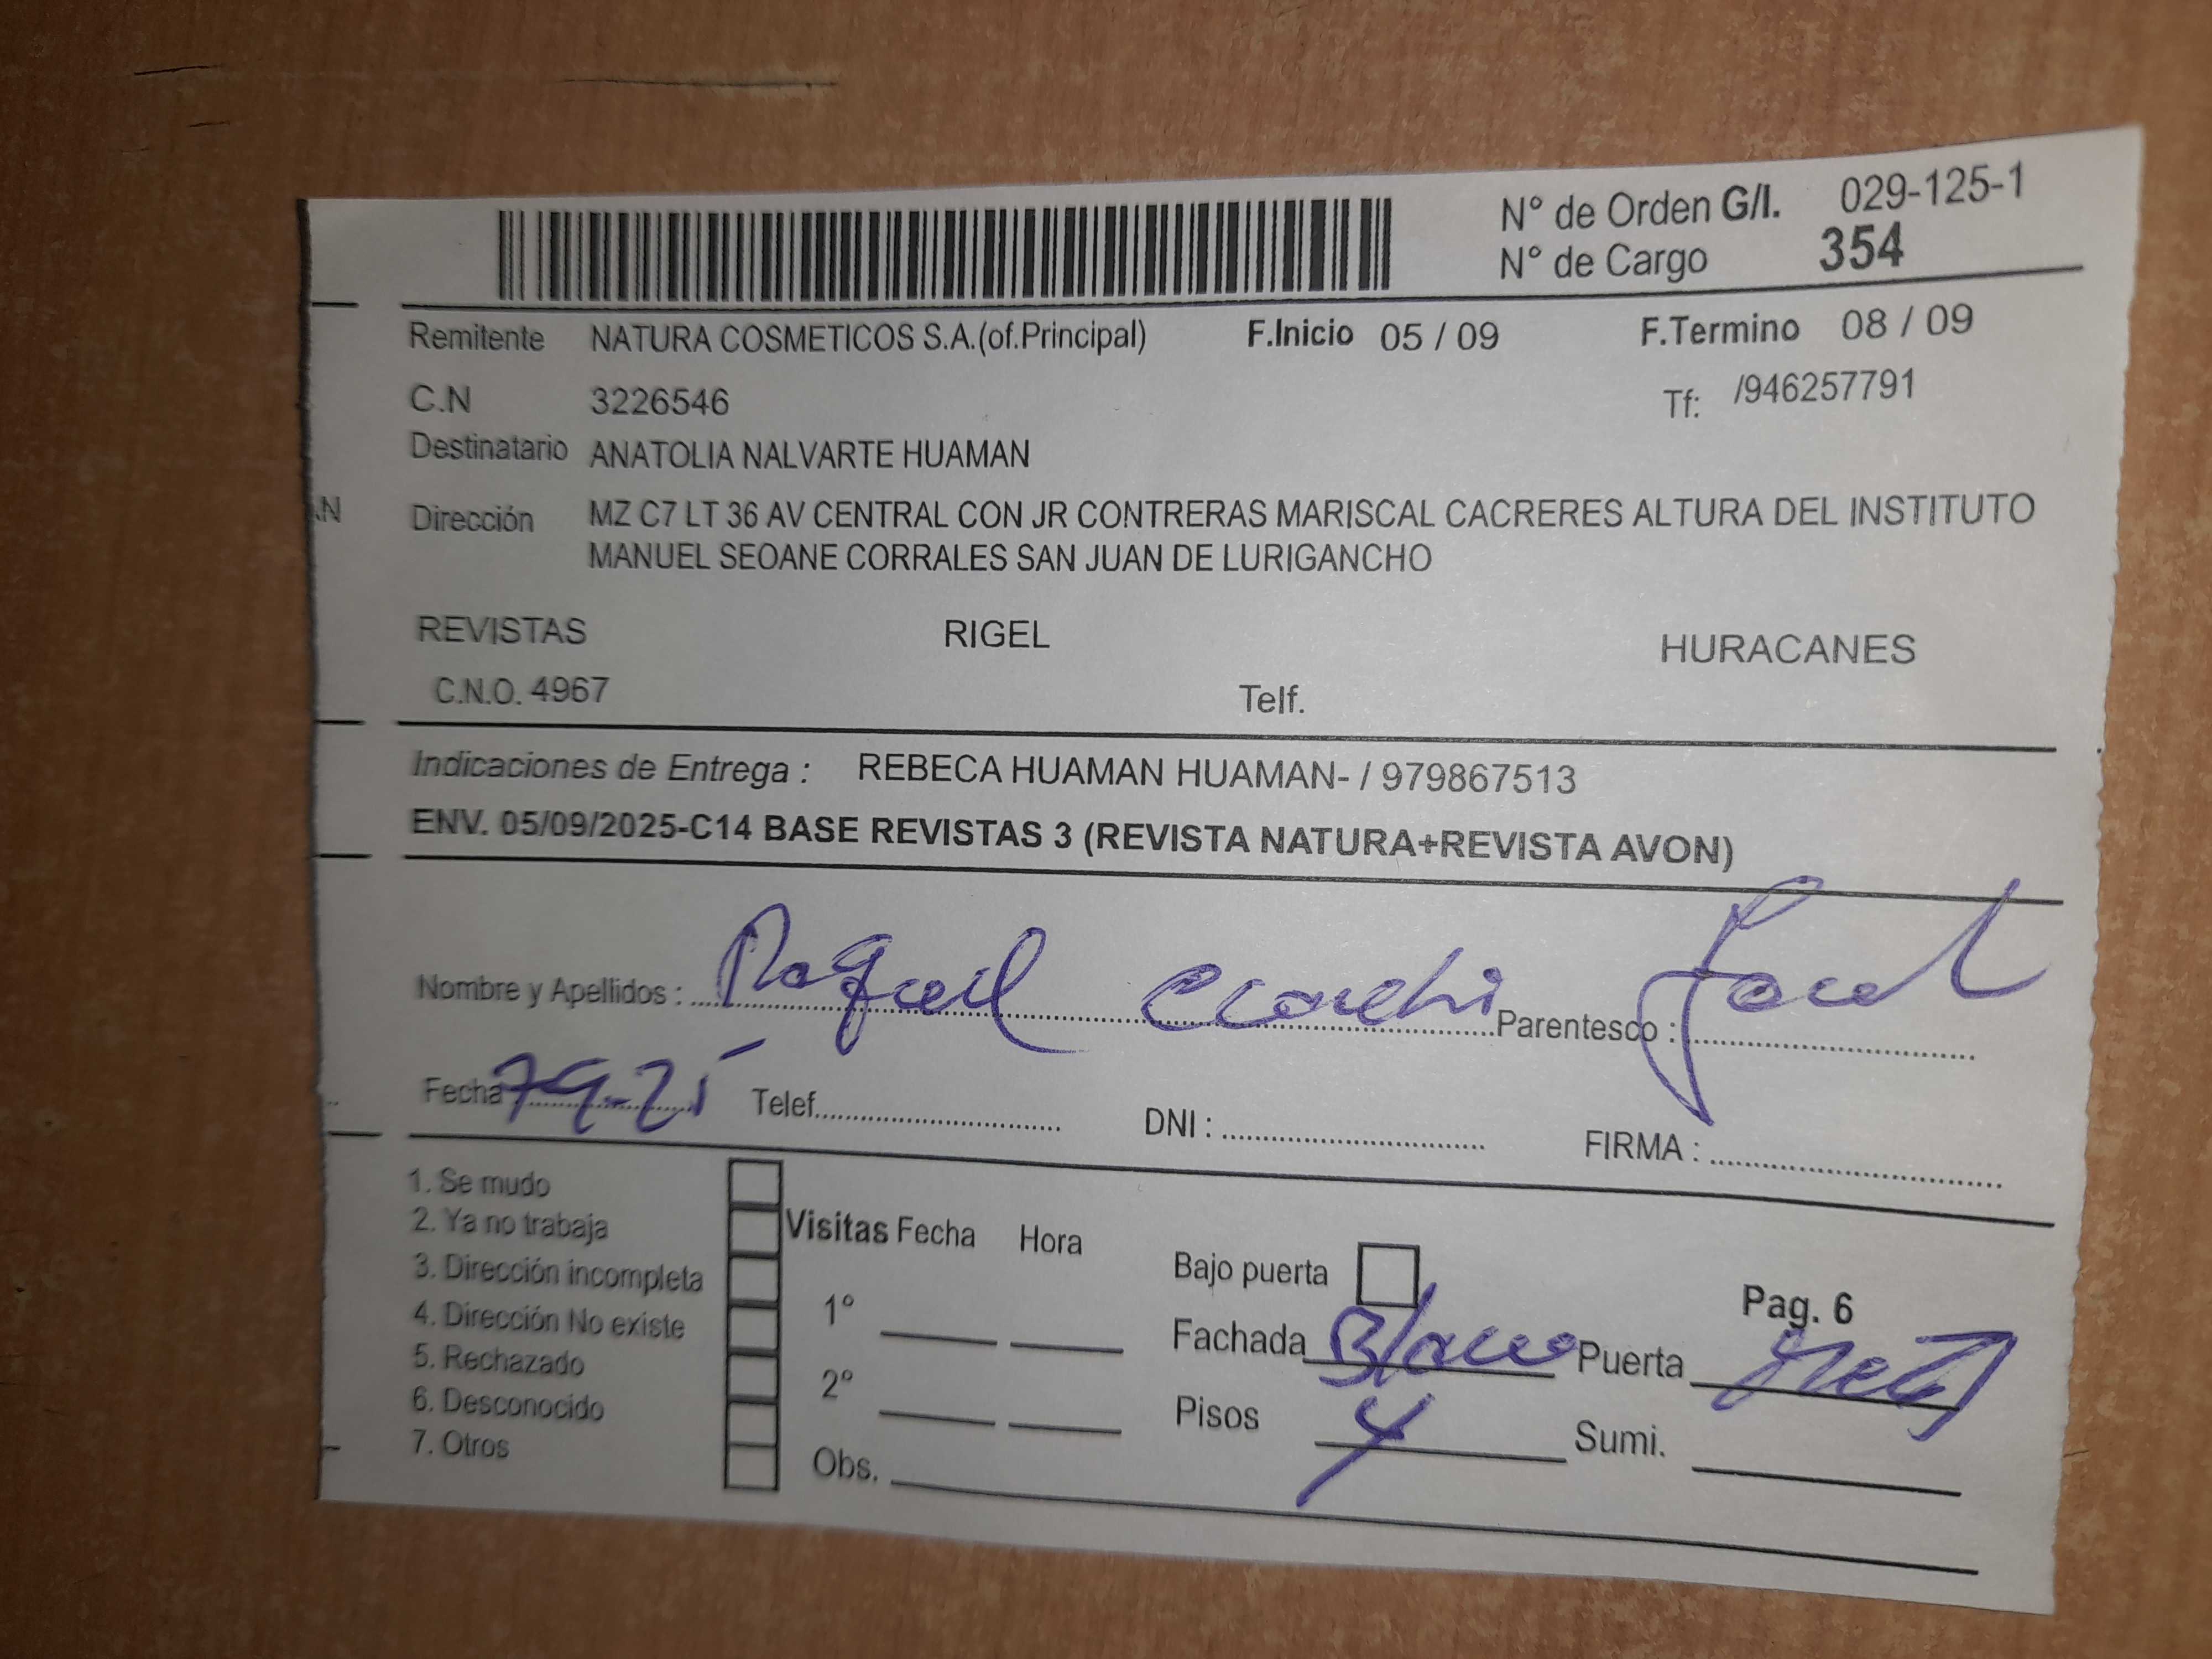 N° de Orden G/I. 029-125-1
N° de Cargo 354
Remitente NATURA COSMETICOS S.A.(of.Principal) F.Inicio 05 / 09 F.Termino 08 / 09
C.N 3226546 Tf: /946257791
Destinatario ANATOLIA NALVARTE HUAMAN
Dirección MZ C7 LT 36 AV CENTRAL CON JR CONTRERAS MARISCAL CACRERES ALTURA DEL INSTITUTO
MANUEL SEOANE CORRALES SAN JUAN DE LURIGANCHO
REVISTAS RIGEL HURACANES
C.N.O. 4967 Telf.
Indicaciones de Entrega : REBECA HUAMAN HUAMAN- / 979867513
ENV. 05/09/2025-C14 BASE REVISTAS 3 (REVISTA NATURA+REVISTA AVON)
Nombre y Apellidos : Raquel Parentesco :
Fecha : 79-25 Telef. DNI : FIRMA :
1. Se mudo
2. Ya no trabaja Visitas Fecha Hora
3. Dirección incompleta Bajo puerta Pag. 6
4. Dirección No existe 1° Fachada Blanco Puerta Metal
5. Rechazado
6. Desconocido 2° Pisos 4 Sumi.
7. Otros Obs.